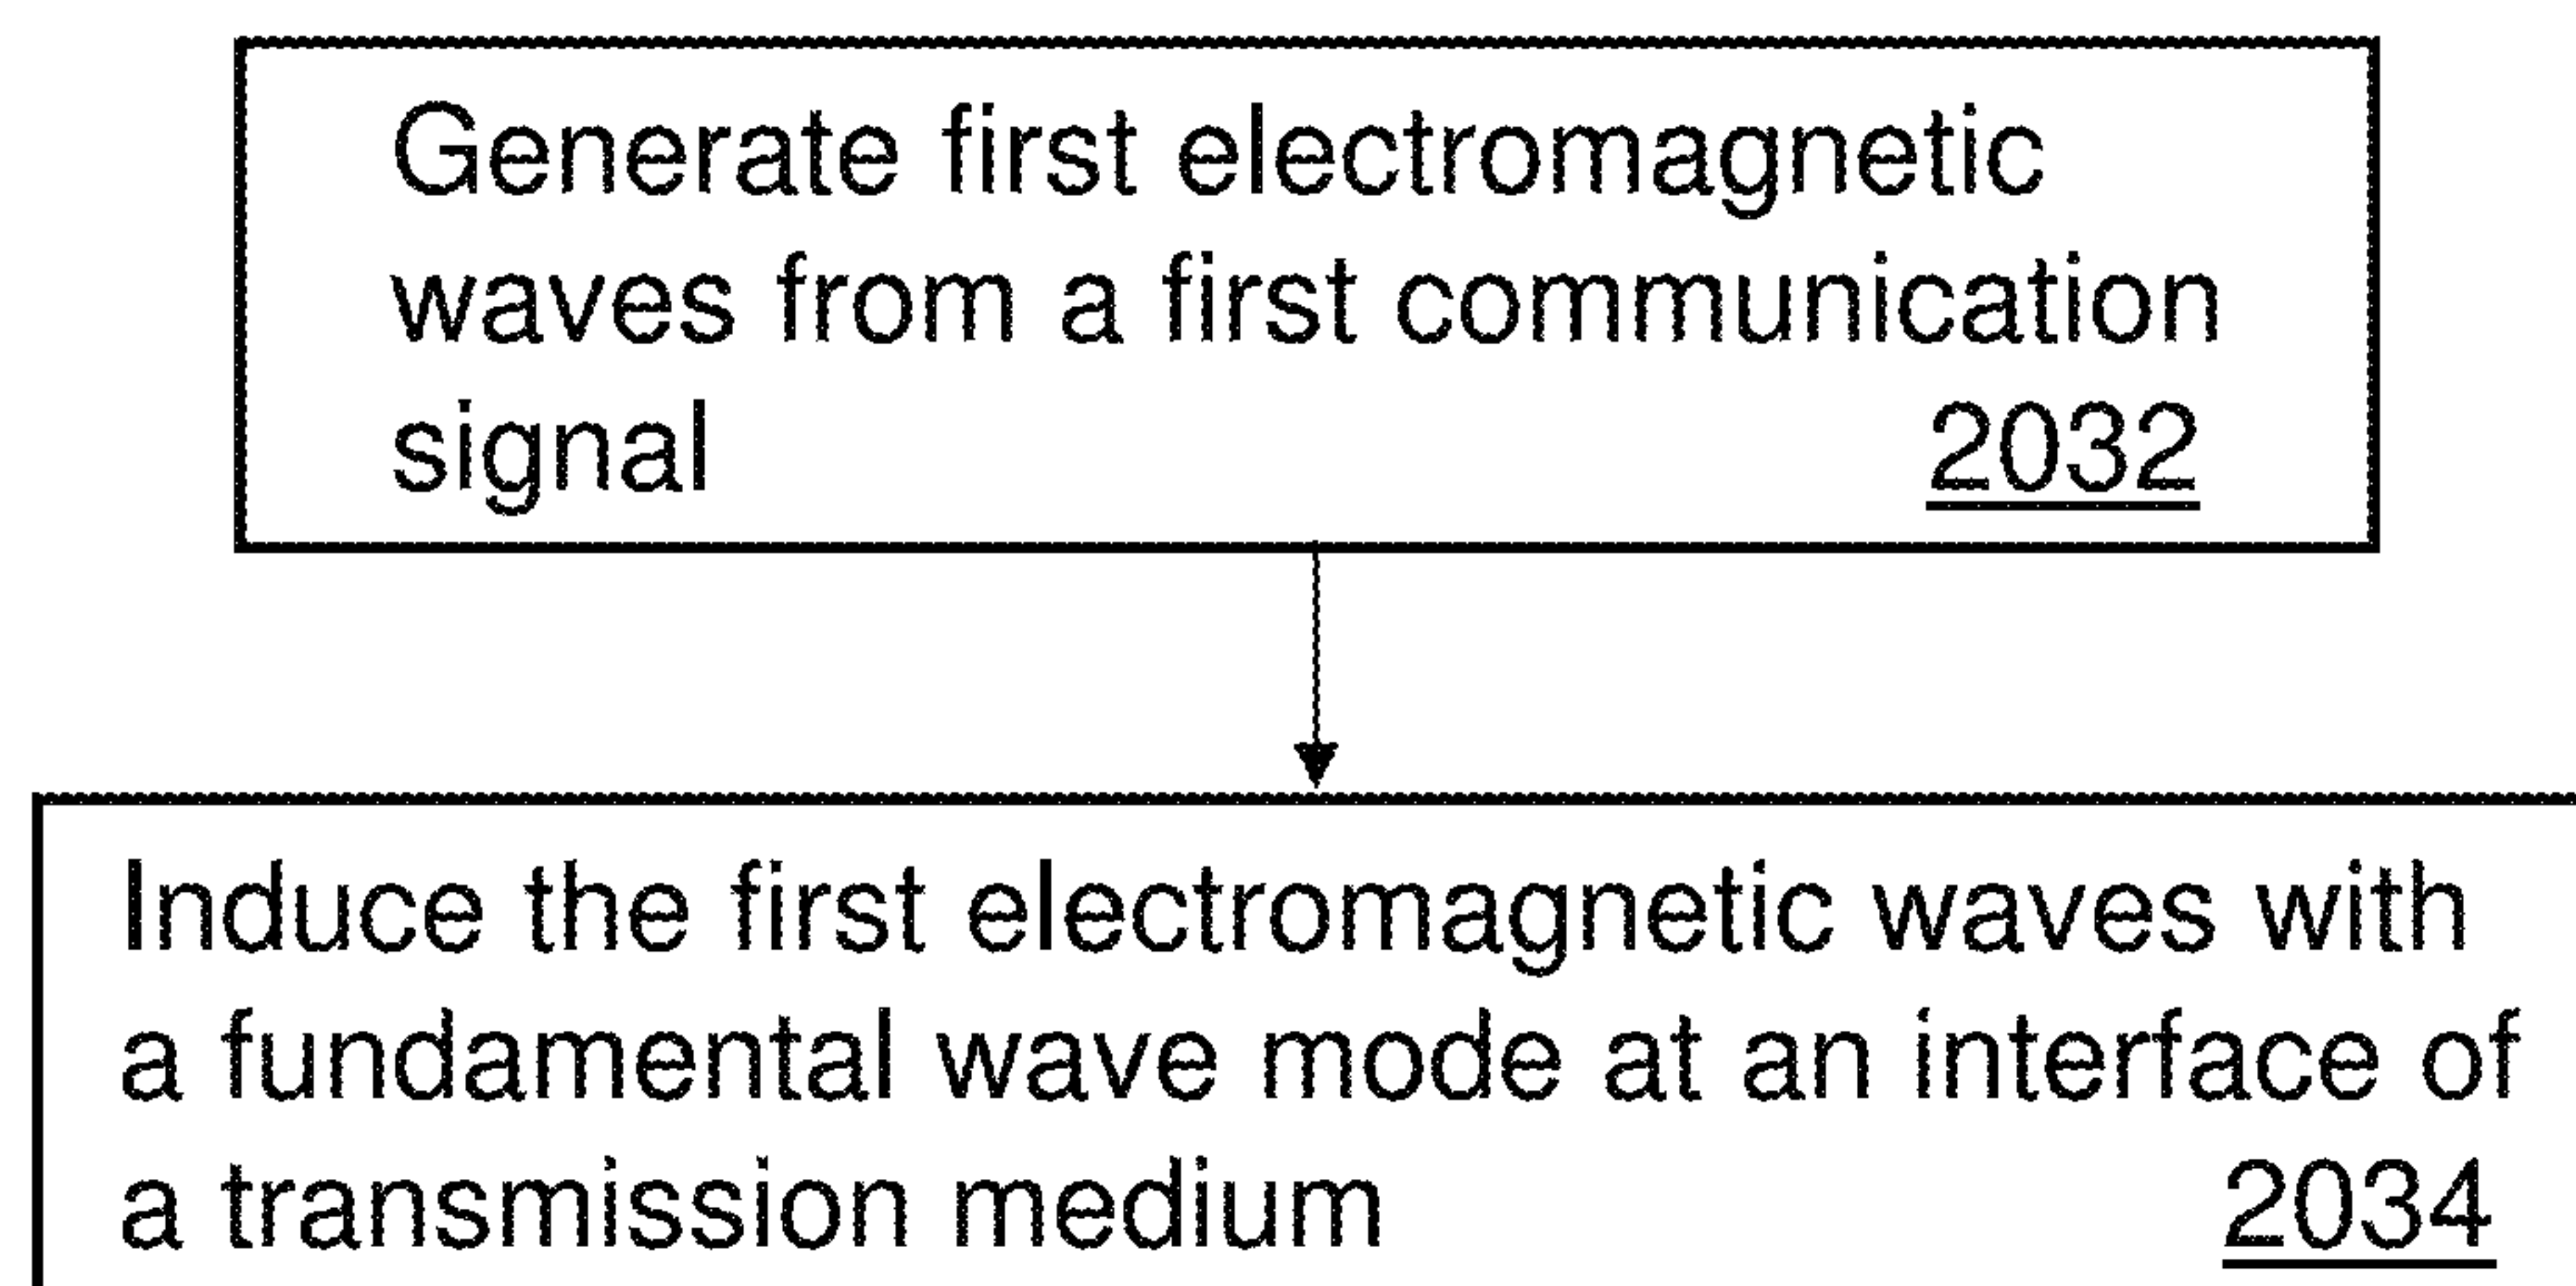 Generate first electromagnetic
waves from a first communication
signal 2032
Induce the first electromagnetic waves with
a fundamental wave mode at an interface of
a transmission medium 2034